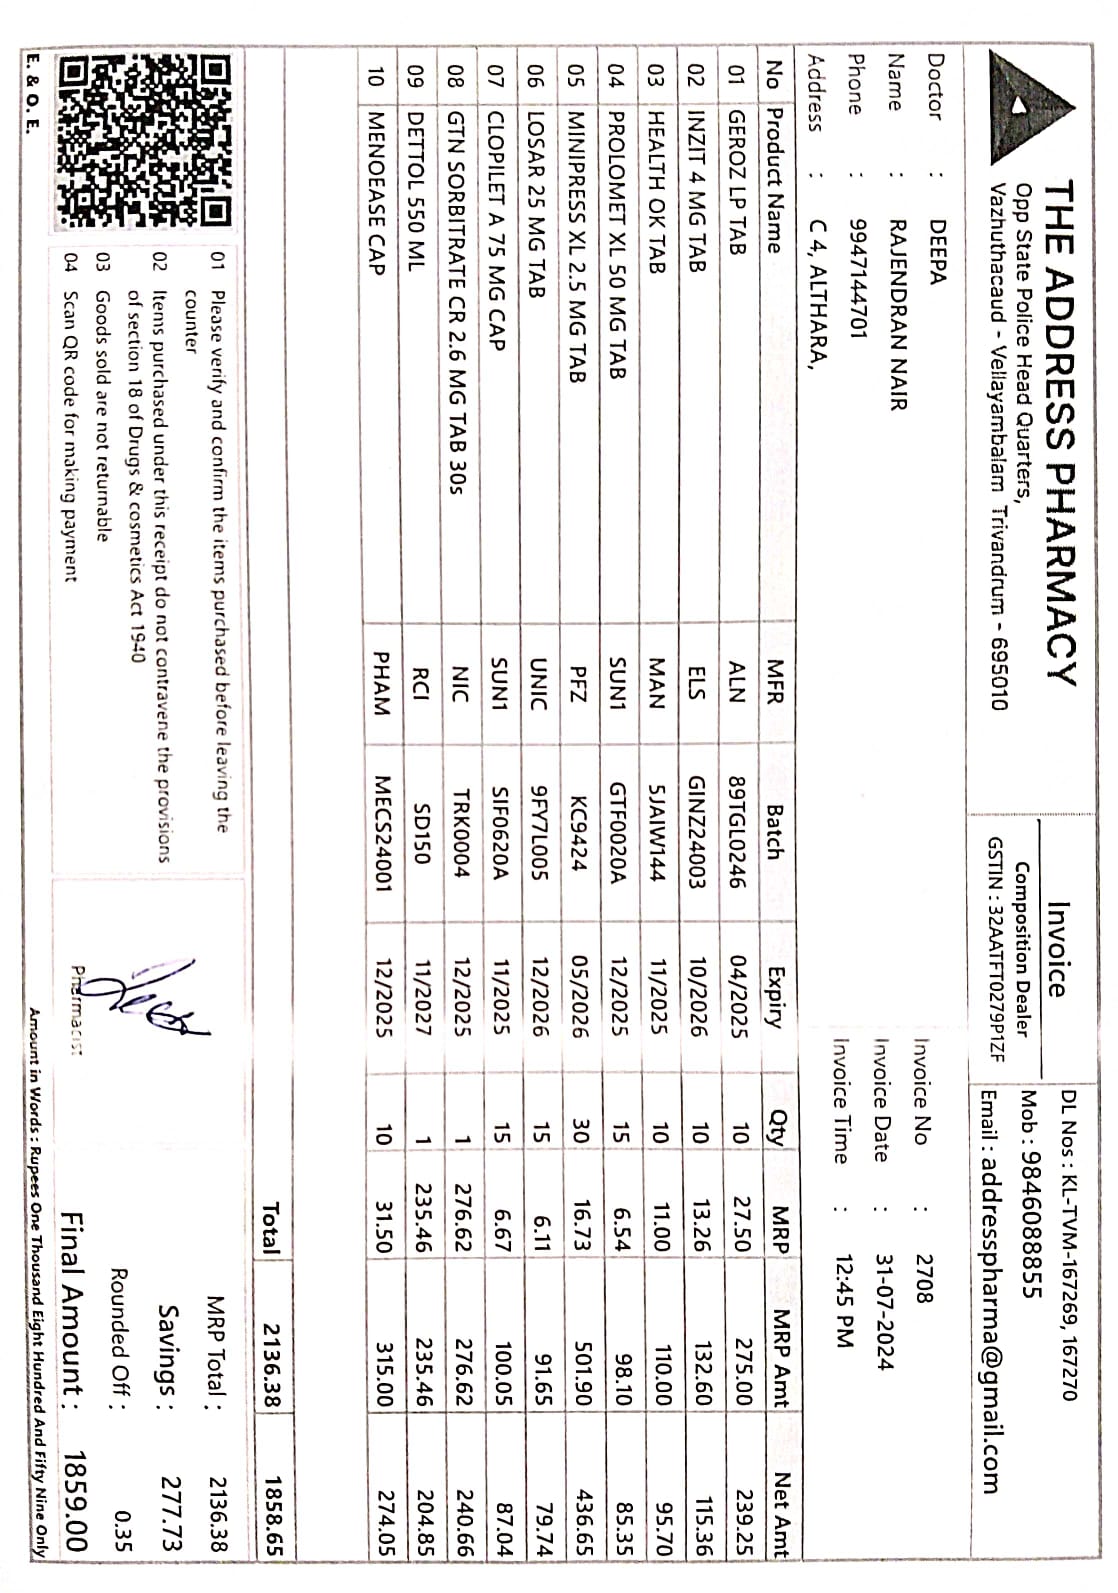 THE ADDRESS PHARMACY
Opp State Police Head Quarters,
Vazhuthacaud - Vellayambalam Trivandrum - 695010
Invoice
Composition Dealer
GSTIN : 32AATFT0279P1ZF
DL Nos : KL-TVM-167269, 167270
Mob : 9846088855
Email : addresspharma@gmail.com
Doctor : DEEPA
Name : RAJENDRAN NAIR
Phone : 9947144701
Address : C 4, ALTHARA,
Invoice No : 2708
Invoice Date : 31-07-2024
Invoice Time : 12:45 PM
No Product Name MFR Batch Expiry Qty MRP MRP Amt Net Amt
01 GEROZ LP TAB ALN 89TGL0246 04/2025 10 27.50 275.00 239.25
02 INZIT 4 MG TAB ELS GINZ24003 10/2026 10 13.26 132.60 115.36
03 HEALTH OK TAB MAN 5JAIW144 11/2025 10 11.00 110.00 95.70
04 PROLOMET XL 50 MG TAB SUN1 GTF0020A 12/2025 15 6.54 98.10 85.35
05 MINIPRESS XL 2.5 MG TAB PFZ KC9424 05/2026 30 16.73 501.90 436.65
06 LOSAR 25 MG TAB UNIC 9FY7L005 12/2026 15 6.11 91.65 79.74
07 CLOPILET A 75 MG CAP SUN1 SIF0620A 11/2025 15 6.67 100.05 87.04
08 GTN SORBITRATE CR 2.6 MG TAB 30s NIC TRK0004 12/2025 1 276.62 276.62 240.66
09 DETTOL 550 ML RCI SD150 11/2027 1 235.46 235.46 204.85
10 MENOEASE CAP PHAM MECS24001 12/2025 10 31.50 315.00 274.05
Total 2136.38 1858.65
01 Please verify and confirm the items purchased before leaving the
counter
02 Items purchased under this receipt do not contravene the provisions
of section 18 of Drugs & cosmetics Act 1940
03 Goods sold are not returnable
04 Scan QR code for making payment
Pharmacist
MRP Total : 2136.38
Savings : 277.73
Rounded Off : 0.35
Final Amount : 1859.00
E. & O. E.
Amount in Words : Rupees One Thousand Eight Hundred And Fifty Nine Only